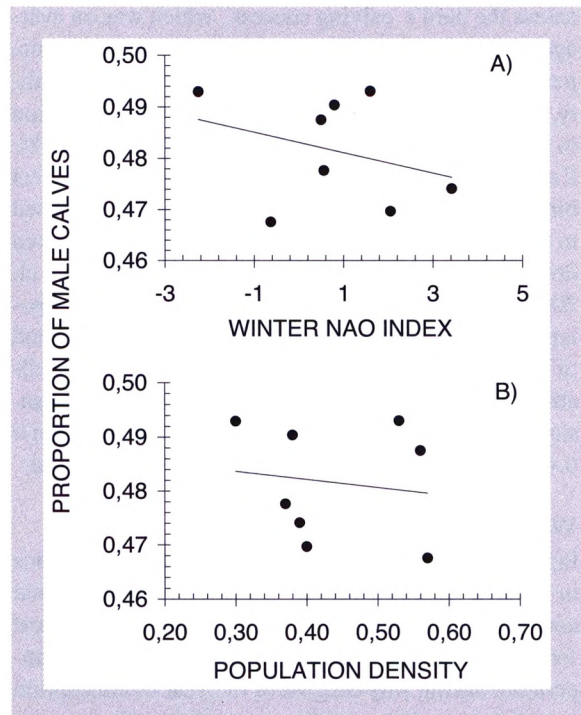 PROPORTION OF MALE CALVES
A)
0,50
0,49
0,48
0,47
0,46
-3 -1 1 3 5
WINTER NAO INDEX
B)
0,50
0,49
0,48
0,47
0,46
0,20 0,30 0,40 0,50 0,60 0,70
POPULATION DENSITY